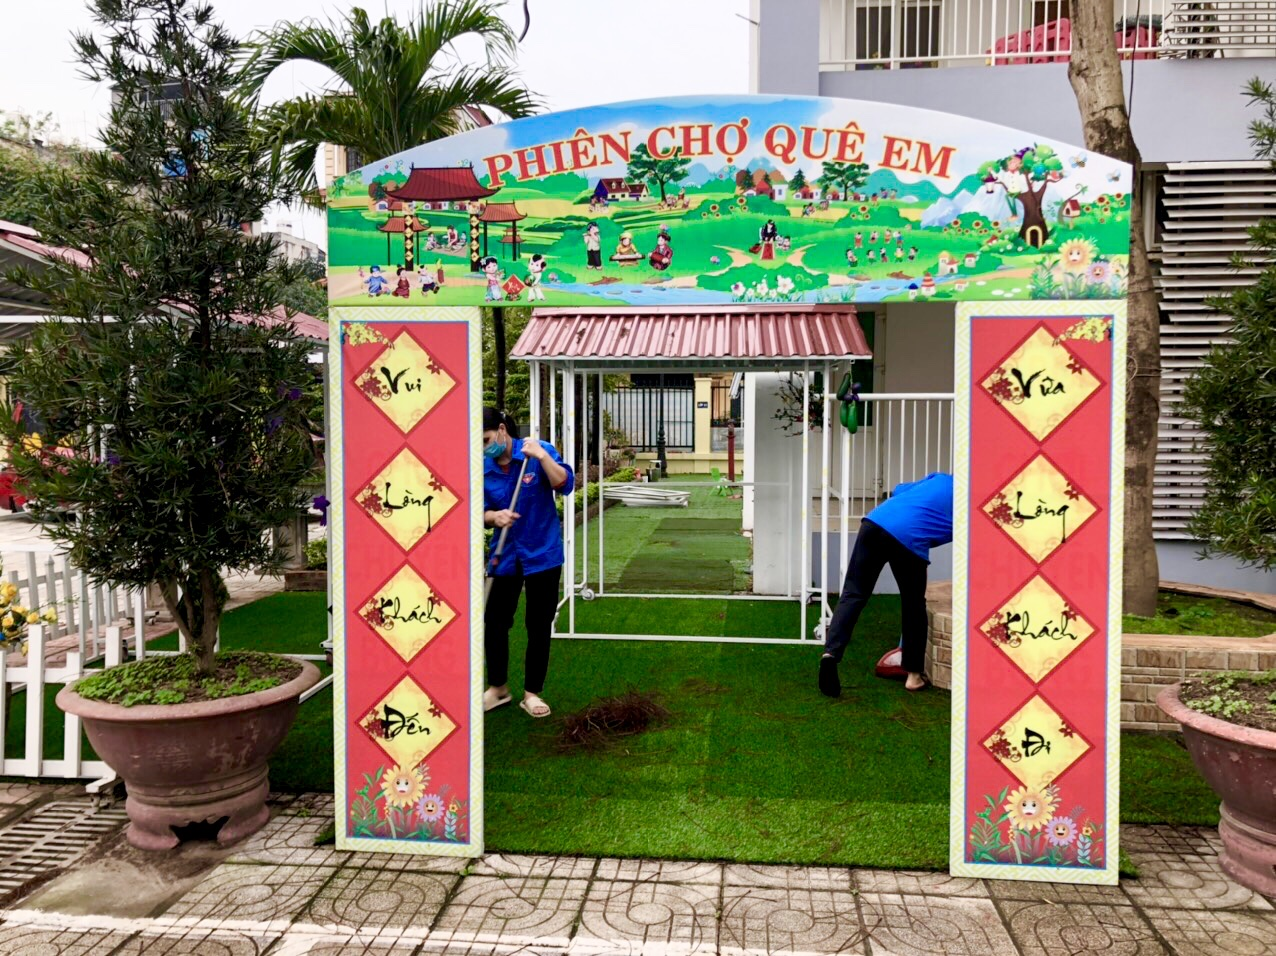 PHIÊN CHỢ QUÊ EM
Vui
Lòng
Khách
Đến
Vừa
Lòng
Khách
Đi